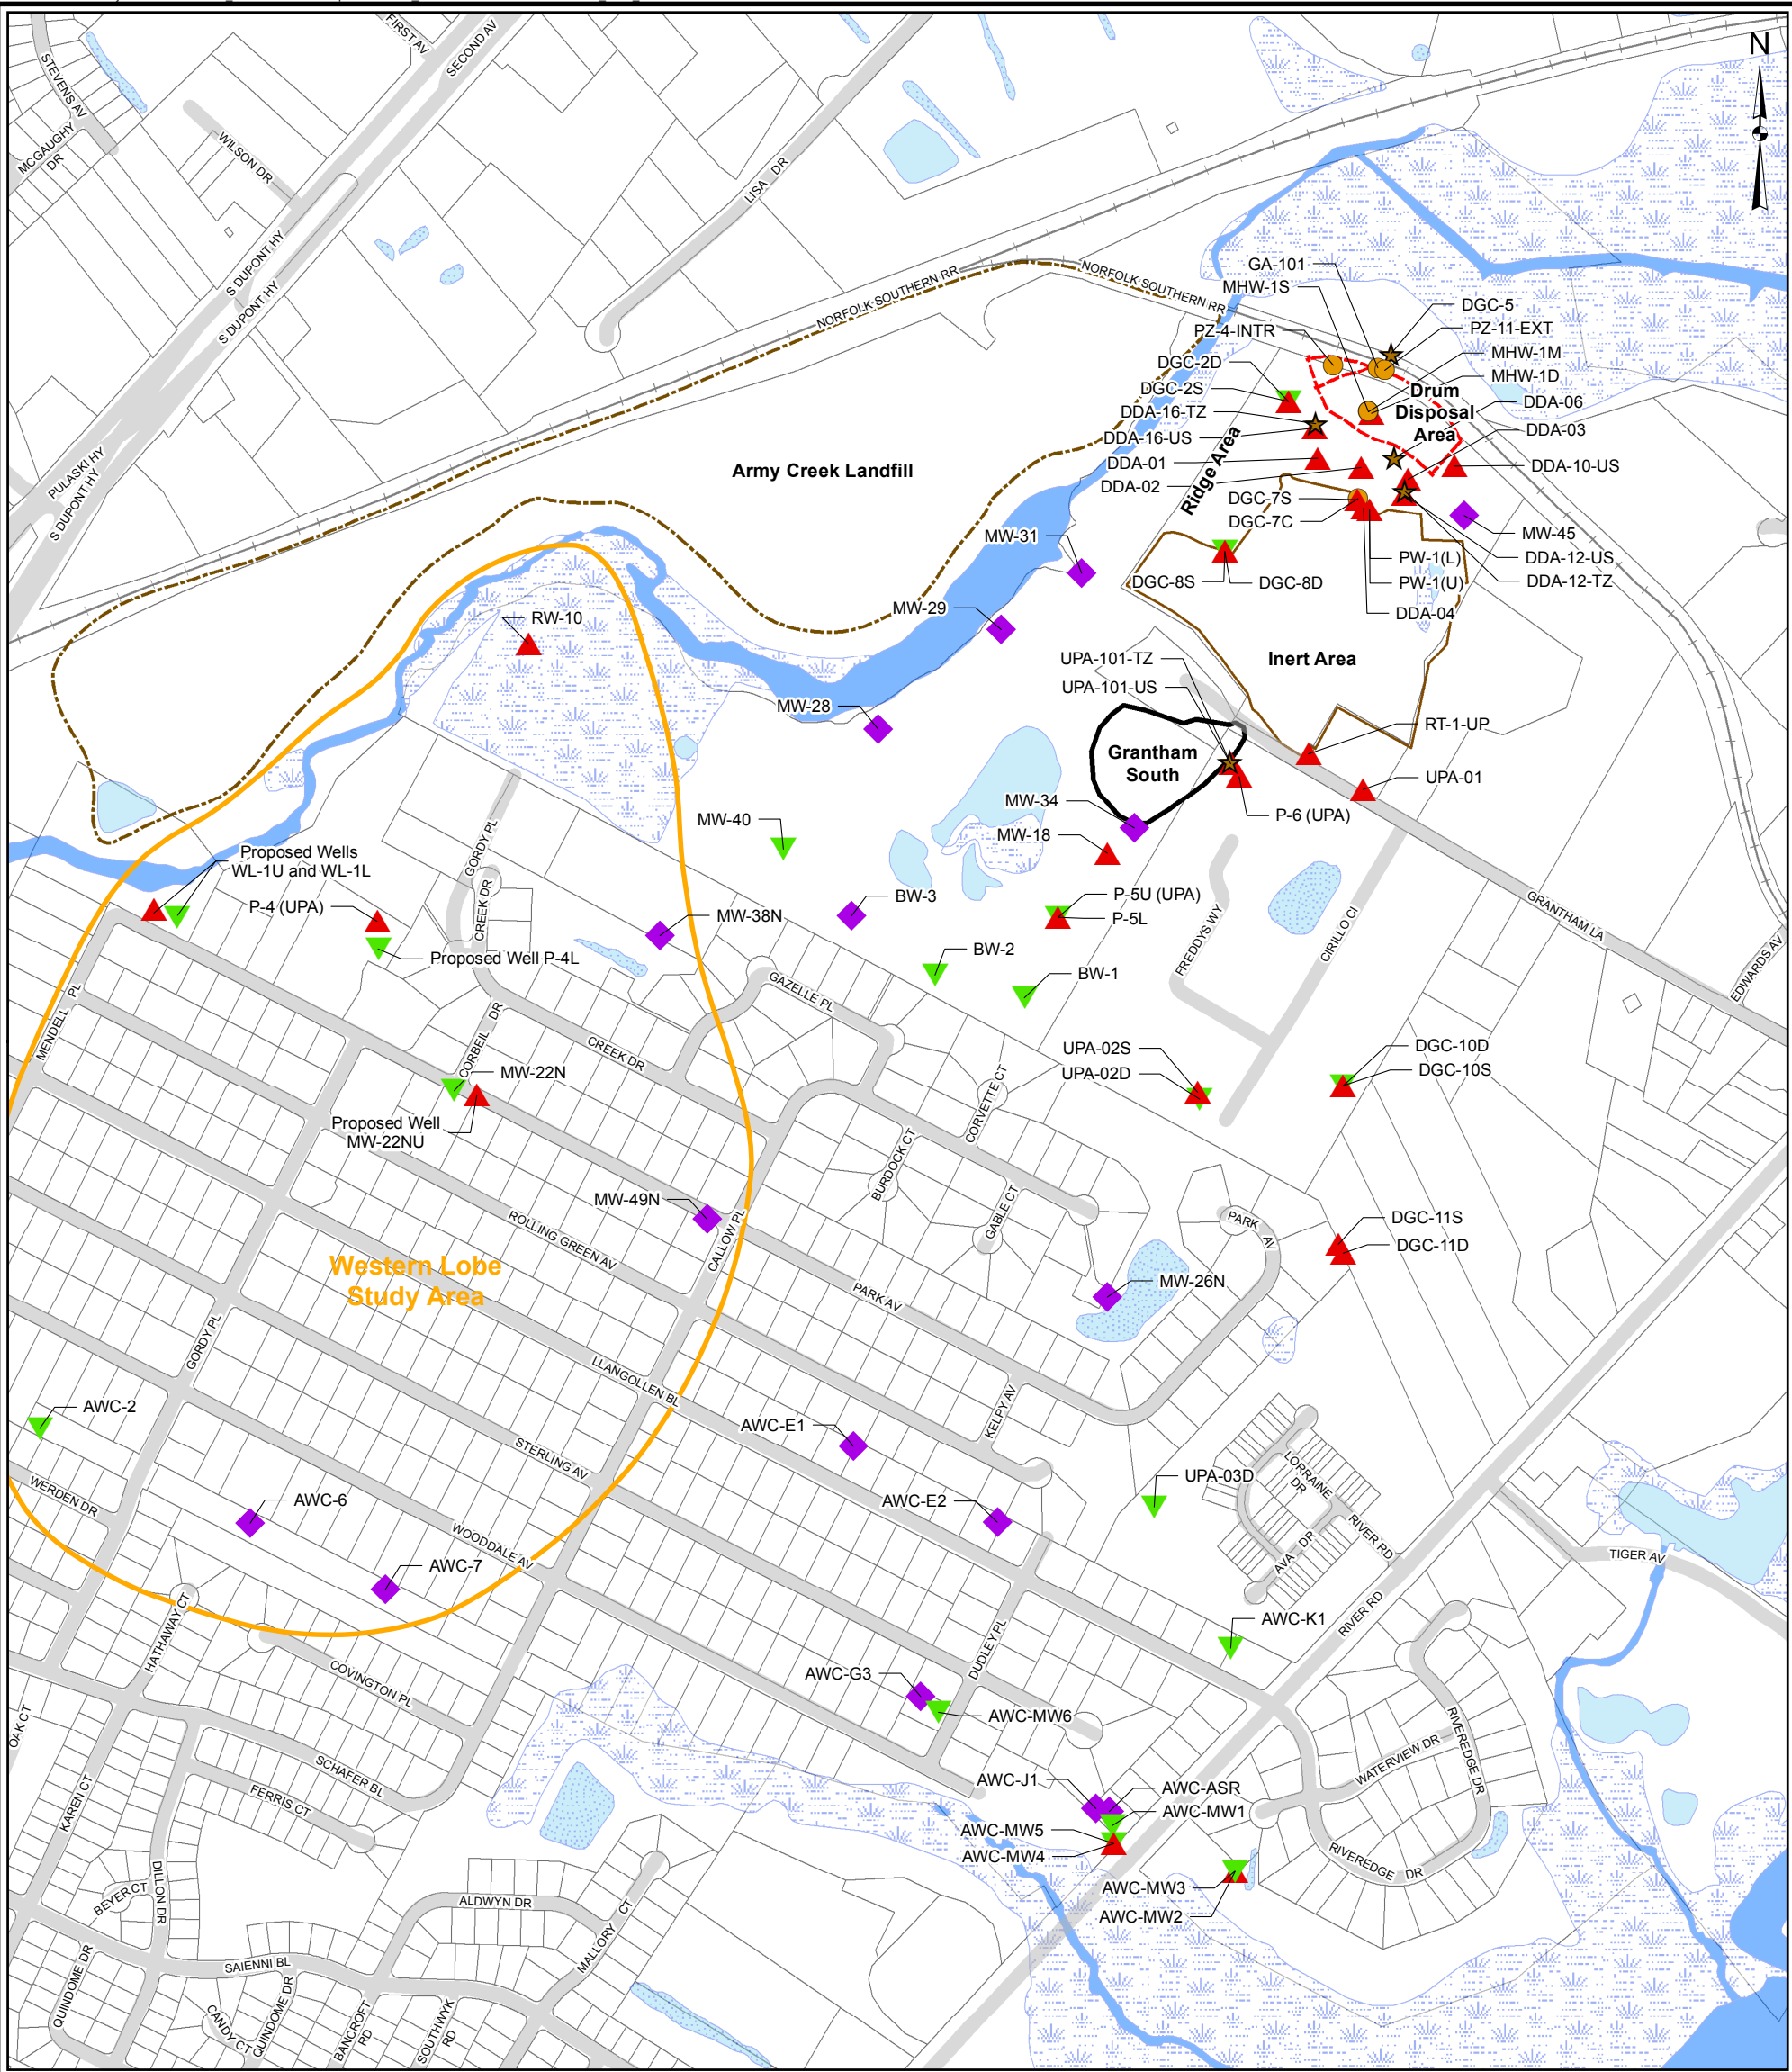 FIRST AV
SECOND AV
STEVENS AV
MCGAUGHY
DR
WILSON DR
LISA DR
N
S DUPONT HY
S DUPONT HY
PULASKI HY
S DUPONT HY
NORFOLK SOUTHERN RR
NORFOLK SOUTHERN RR
GA-101
MHW-1S
PZ-4-INTR
DGC-2D
DGC-2S
DDA-16-TZ
DDA-16-US
DDA-01
DDA-02
DGC-7S
DGC-7C
DGC-8S
DGC-8D
DGC-5
PZ-11-EXT
MHW-1M
MHW-1D
DDA-06
DDA-03
DDA-10-US
MW-45
DDA-12-US
DDA-12-TZ
PW-1(L)
PW-1(U)
DDA-04
Drum
Disposal
Area
Ridge Area
Army Creek Landfill
Inert Area
MW-31
MW-29
MW-28
RW-10
UPA-101-TZ
UPA-101-US
Grantham
South
RT-1-UP
UPA-01
P-6 (UPA)
MW-34
MW-18
MW-40
Proposed Wells
WL-1U and WL-1L
P-4 (UPA)
Proposed Well P-4L
MW-38N
BW-3
BW-2
BW-1
P-5U (UPA)
P-5L
GORDY PL
CREEK DR
GAZELLE PL
FREDDYS WY
CIRILLO CI
GRANTHAM LA
EDWARDS AV
MENDELL PL
CORBEIL DR
CREEK DR
MW-22N
Proposed Well
MW-22NU
UPA-02S
UPA-02D
DGC-10D
DGC-10S
CORVETTE CT
BURDOCK CT
GABLE CT
MW-49N
CALLOW PL
ROLLING GREEN AV
PARK AV
PARK AV
DGC-11S
DGC-11D
MW-26N
Western Lobe
Study Area
GORDY PL
LLANGOLLEN BL
KELPY AV
AWC-2
AWC-E1
STERLING AV
WERDEN DR
AWC-6
AWC-E2
UPA-03D
LORRAINE
DR
RIVER RD
AVA DR
TIGER AV
WOODDALE AV
AWC-7
RIVER RD
HATHAWAY CT
AWC-K1
COVINGTON PL
DUDLEY PL
AWC-G3
AWC-MW6
OAK CT
SCHAFER BL
KAREN CT
FERRIS CT
RIVEREDGE DR
WATERVIEW DR
AWC-J1
AWC-ASR
AWC-MW1
AWC-MW5
AWC-MW4
RIVEREDGE DR
AWC-MW3
AWC-MW2
DILLON DR
BEYER CT
ALDWYN DR
MALLORY CT
QUINDOME DR
SAIENNI BL
CANDY CT
QUINDOME DR
BANCROFT
RD
SOUTHWYK
RD